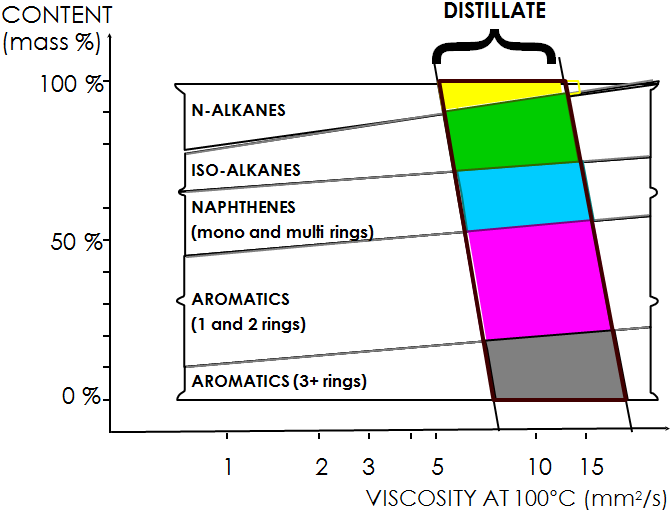 CONTENT
(mass %)
DISTILLATE
100 %
N-ALKANES
ISO-ALKANES
NAPHTHENES
(mono and multi rings)
50 %
AROMATICS
(1 and 2 rings)
AROMATICS (3+ rings)
0 %
1 2 3 5 10 15
VISCOSITY AT 100°C (mm²/s)